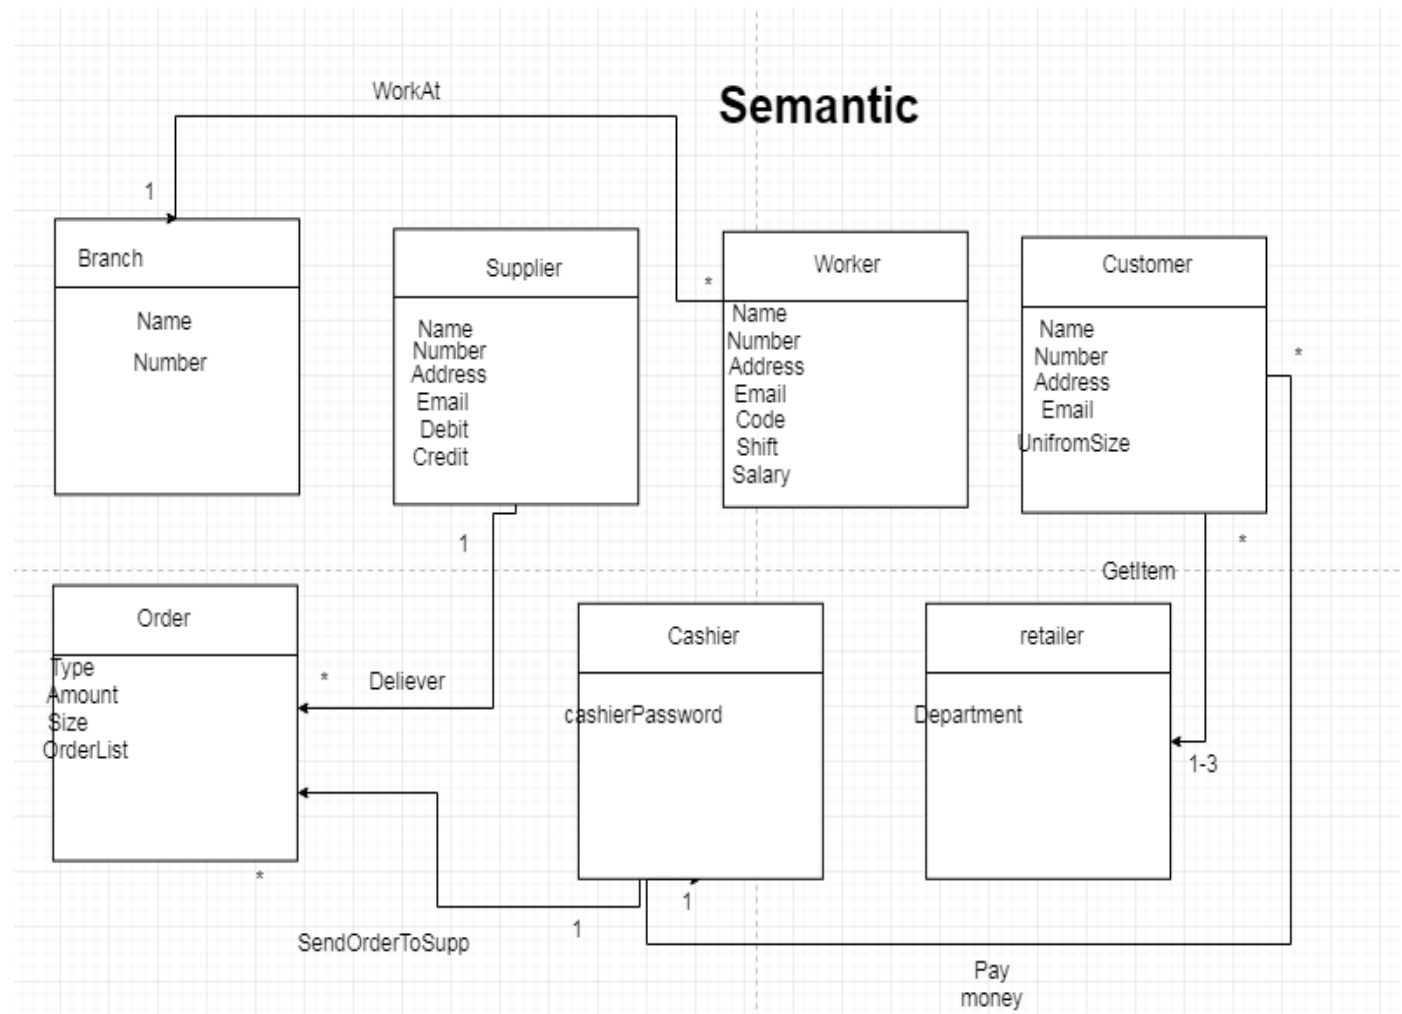 WorkAt
Semantic
1
Branch
Name
Number
Supplier
Name
Number
Address
Email
Debit
Credit
*
Worker
Name
Number
Address
Email
Code
Shift
Salary
Customer
Name
Number
Address
Email
UnifromSize
*
1
*
GetItem
Order
Type
Amount
Size
OrderList
*
Deliever
Cashier
cashierPassword
retailer
Department
1-3
*
1
1
SendOrderToSupp
Pay
money